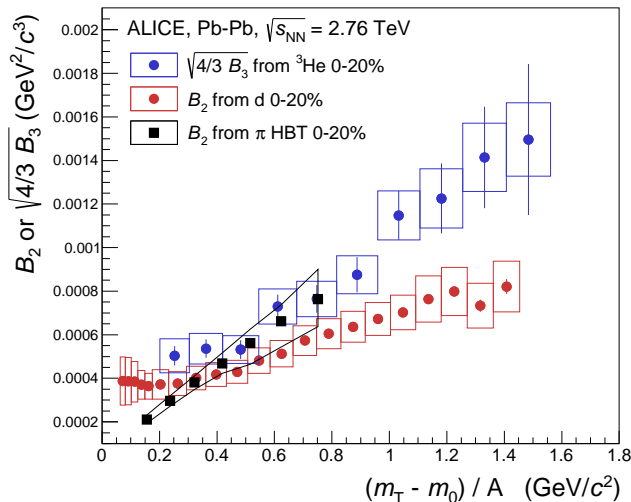 ALICE, Pb-Pb, √s_NN = 2.76 TeV
√4/3 B_3 from ³He 0-20%
B_2 from d 0-20%
B_2 from π HBT 0-20%
B_2 or √4/3 B_3 (GeV²/c³)
0.002
0.0018
0.0016
0.0014
0.0012
0.001
0.0008
0.0006
0.0004
0.0002
0 0.2 0.4 0.6 0.8 1 1.2 1.4 1.6 1.8
(m_T - m_0) / A (GeV/c²)